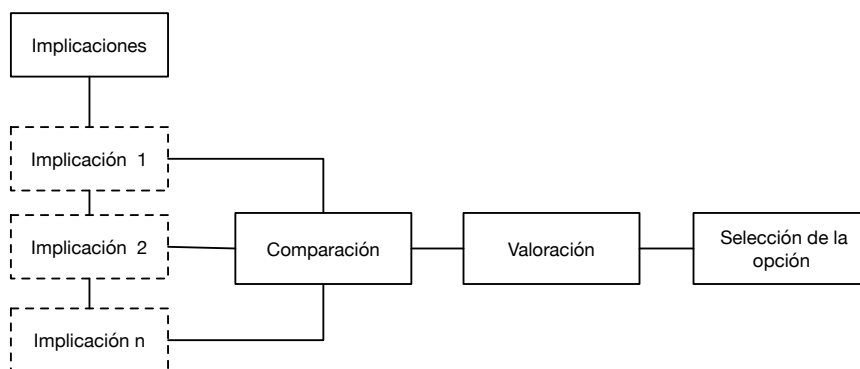 Implicaciones
Implicación 1
Implicación 2
Implicación n
Comparación
Valoración
Selección de la
opción